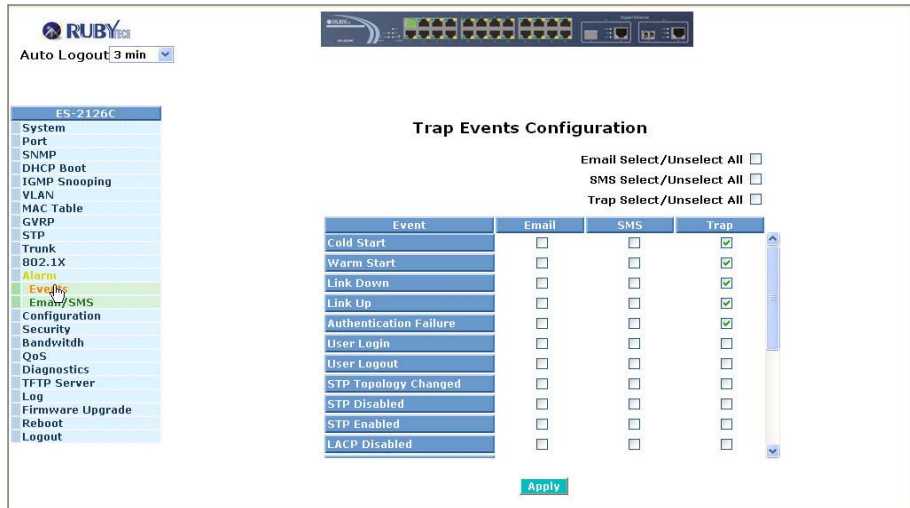 RUBYTECH
Auto Logout 3 min
ES-2126C
System
Port
SNMP
DHCP Boot
IGMP Snooping
VLAN
MAC Table
GVRP
STP
Trunk
802.1X
Alarm
Events
Email/SMS
Configuration
Security
Bandwitdh
QoS
Diagnostics
TFTP Server
Log
Firmware Upgrade
Reboot
Logout
Trap Events Configuration
Email Select/Unselect All
SMS Select/Unselect All
Trap Select/Unselect All
Event Email SMS Trap
Cold Start
Warm Start
Link Down
Link Up
Authentication Failure
User Login
User Logout
STP Topology Changed
STP Disabled
STP Enabled
LACP Disabled
Apply